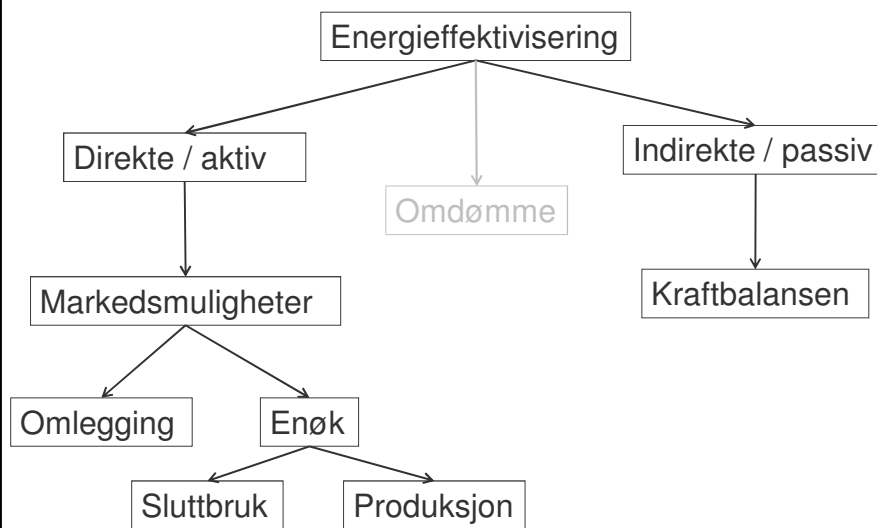 Energieffektivisering
Direkte / aktiv
Indirekte / passiv
Omdømme
Markedsmuligheter
Kraftbalansen
Omlegging
Enøk
Sluttbruk
Produksjon